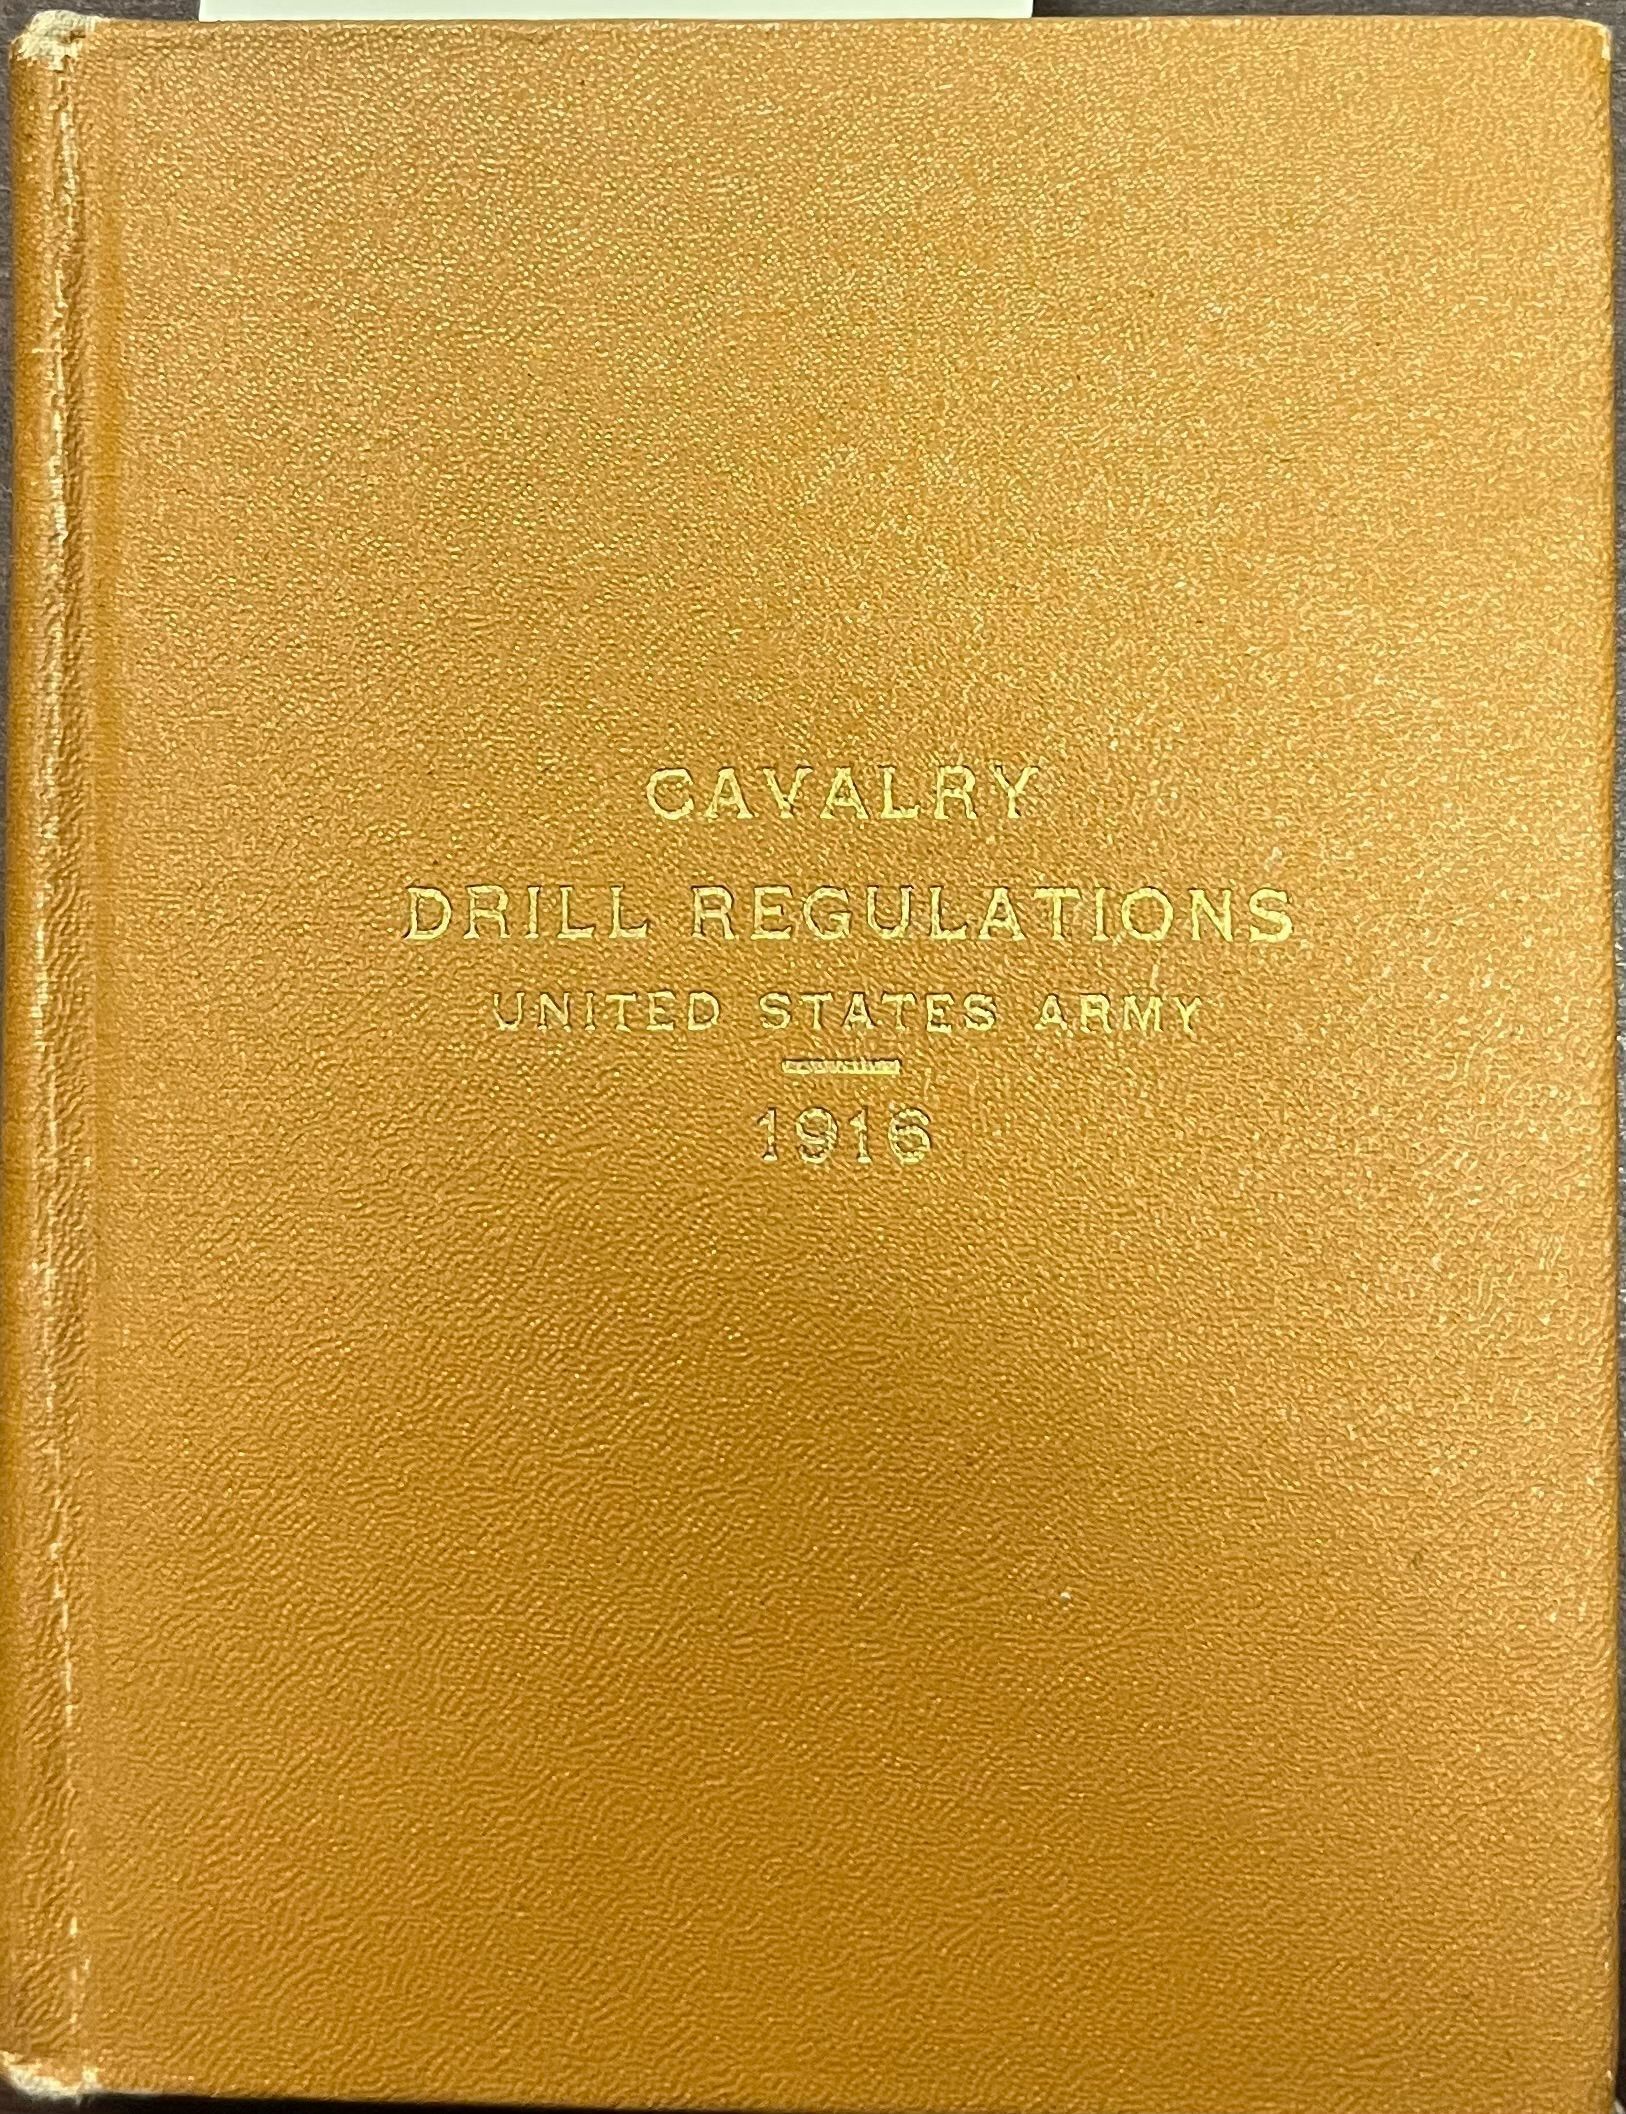 CAVALRY
DRILL REGULATIONS
UNITED STATES ARMY
1916